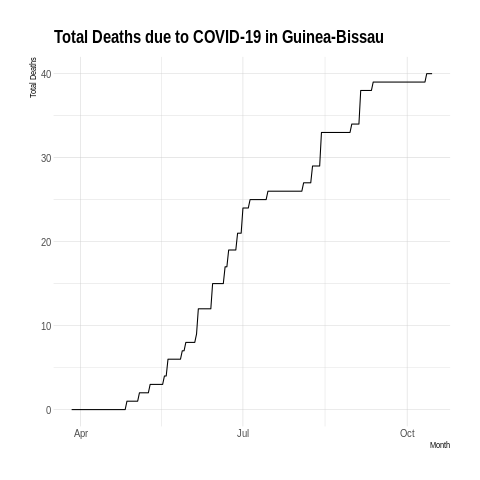 Total Deaths due to COVID-19 in Guinea-Bissau
Total Deaths
40
30
20
10
0
Apr Jul Oct
Month